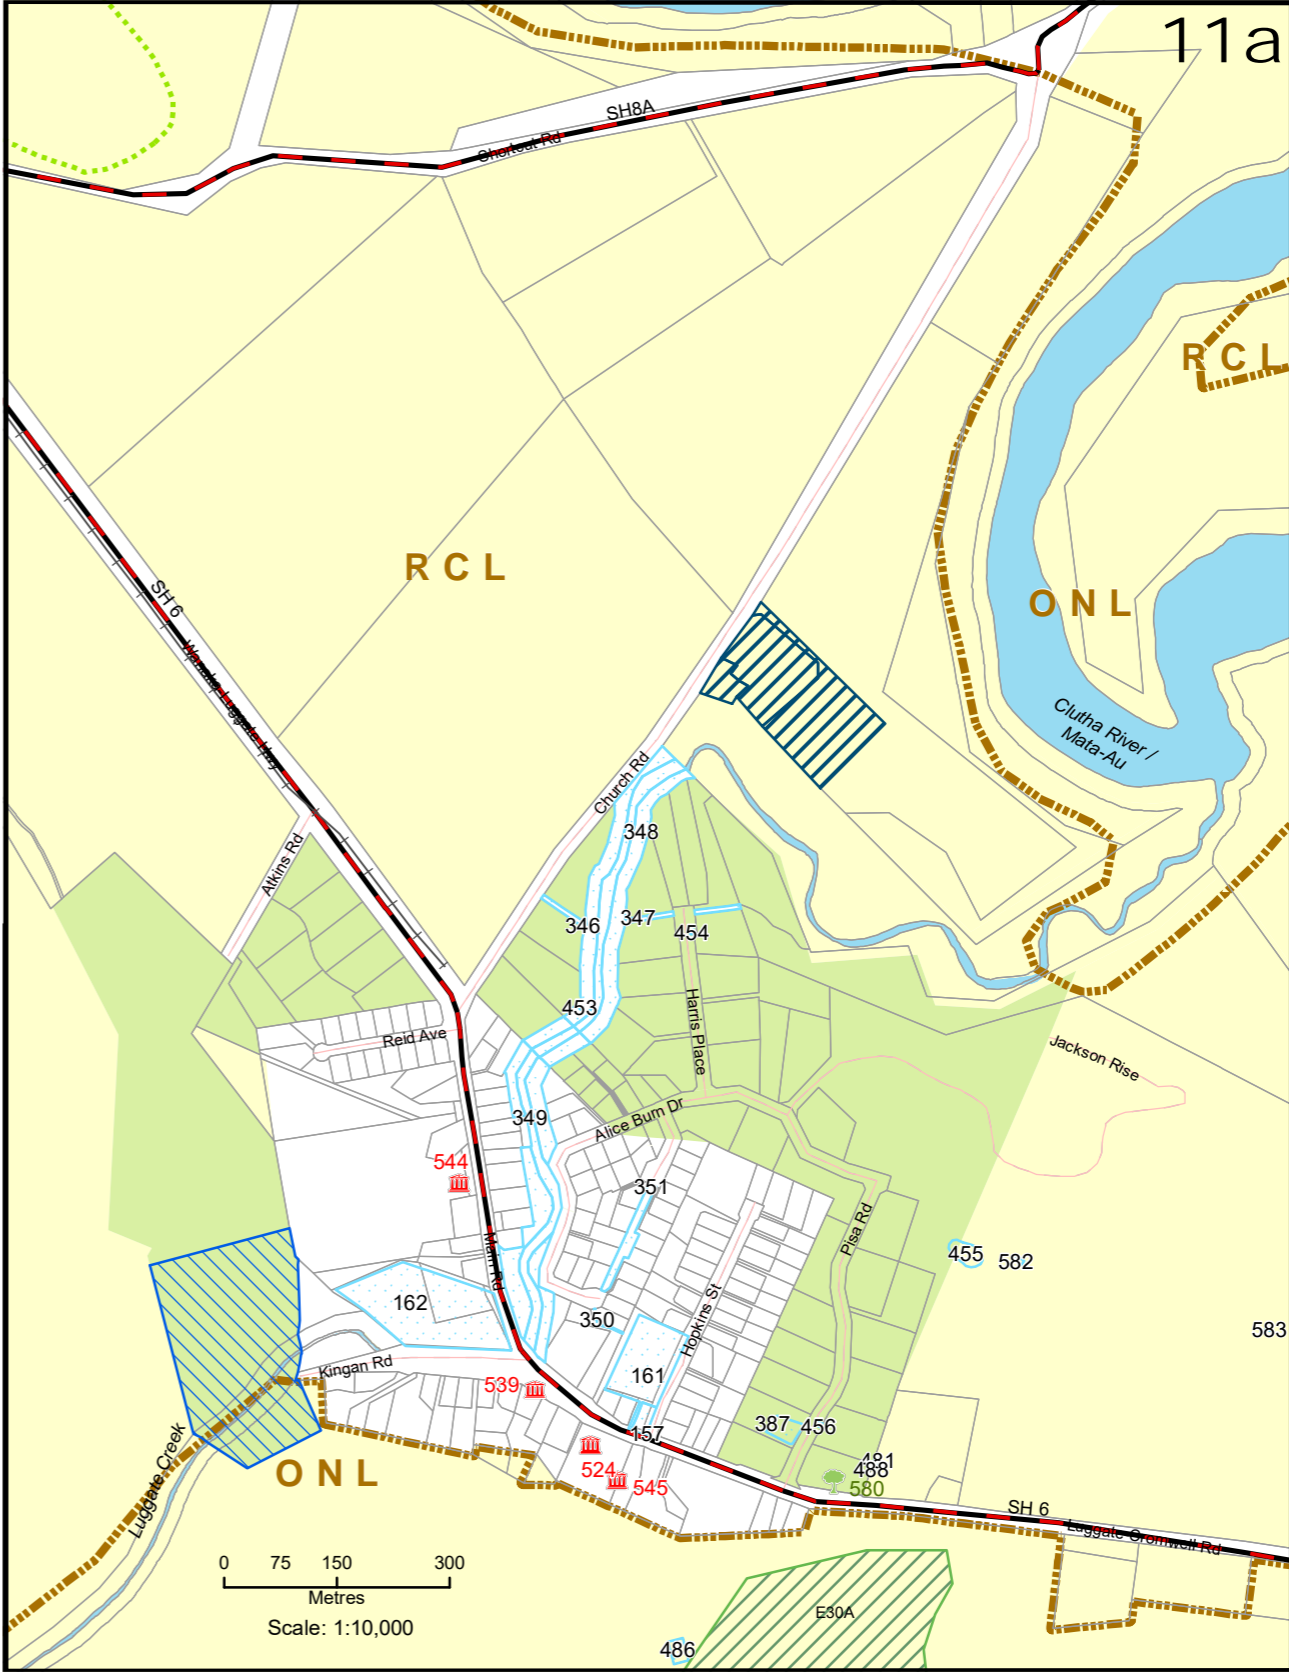 11a
SH8A
Shortcut Rd
RCL
RCL
ONL
SH 6
Wanaka-Luggate Hwy
Clutha River /
Mata-Au
Church Rd
348
Atkins Rd
346
347
454
453
Harris Place
Reid Ave
Jackson Rise
349
Alice Burn Dr
544
351
Pisa Rd
Main Rd
455
582
162
350
Hopkins St
583
Kingan Rd
539
161
387
456
157
Luggate Creek
ONL
524
545
481
488
580
SH 6
Luggate-Cromwell Rd
0 75 150 300
Metres
Scale: 1:10,000
E30A
486